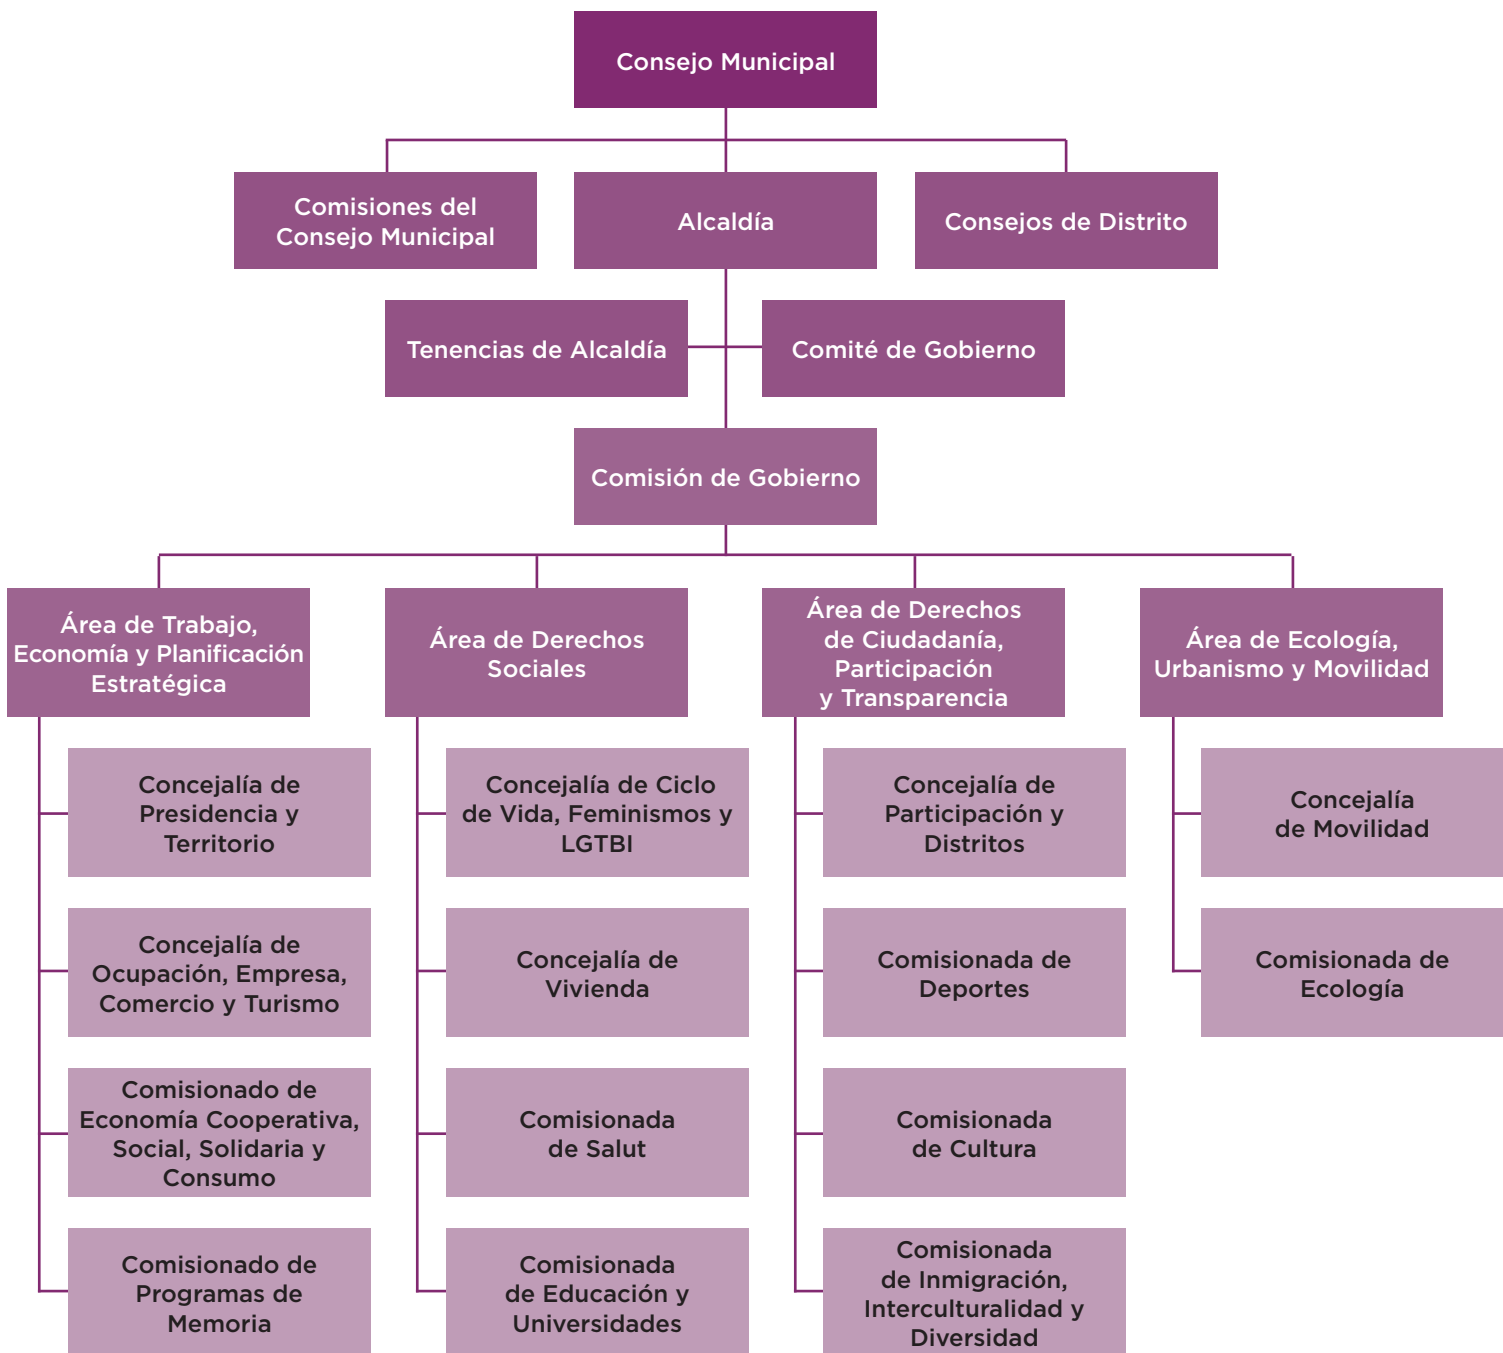 Consejo Municipal
Comisiones del
Consejo Municipal
Alcaldía
Consejos de Distrito
Tenencias de Alcaldía
Comité de Gobierno
Comisión de Gobierno
Área de Trabajo,
Economía y Planificación
Estratégica
Área de Derechos
Sociales
Área de Derechos
de Ciudadanía,
Participación
y Transparencia
Área de Ecología,
Urbanismo y Movilidad
Concejalía de
Presidencia y
Territorio
Concejalía de
Ocupación, Empresa,
Comercio y Turismo
Comisionado de
Economía Cooperativa,
Social, Solidaria y
Consumo
Comisionado de
Programas de
Memoria
Concejalía de Ciclo
de Vida, Feminismos y
LGTBI
Concejalía de
Vivienda
Comisionada
de Salut
Comisionada
de Educación y
Universidades
Concejalía de
Participación y
Distritos
Comisionada de
Deportes
Comisionada
de Cultura
Comisionada
de Inmigración,
Interculturalidad y
Diversidad
Concejalía
de Movilidad
Comisionada de
Ecología